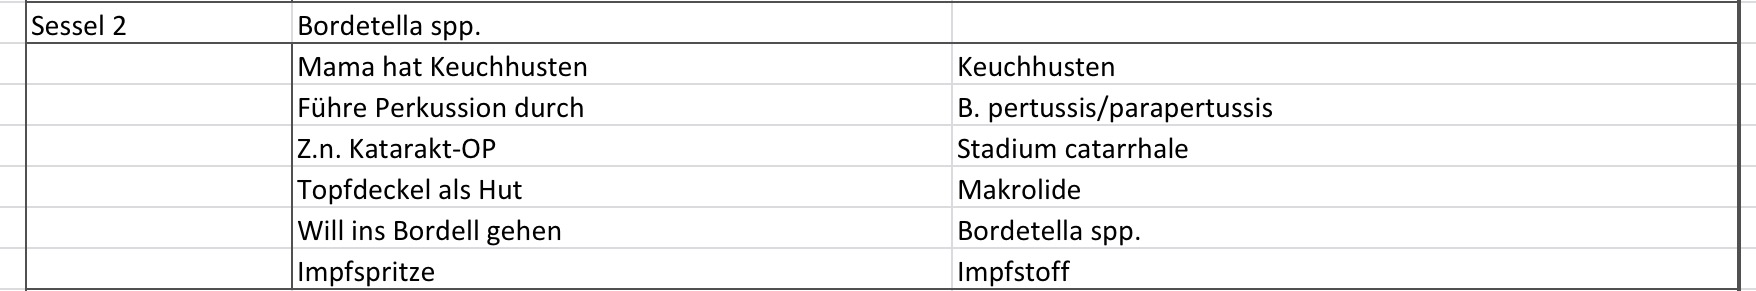 Sessel 2 Bordetella spp.
Mama hat Keuchhusten Keuchhusten
Führe Perkussion durch B. pertussis/parapertussis
Z.n. Katarakt-OP Stadium catarrhale
Topfdeckel als Hut Makrolide
Will ins Bordell gehen Bordetella spp.
Impfspritze Impfstoff